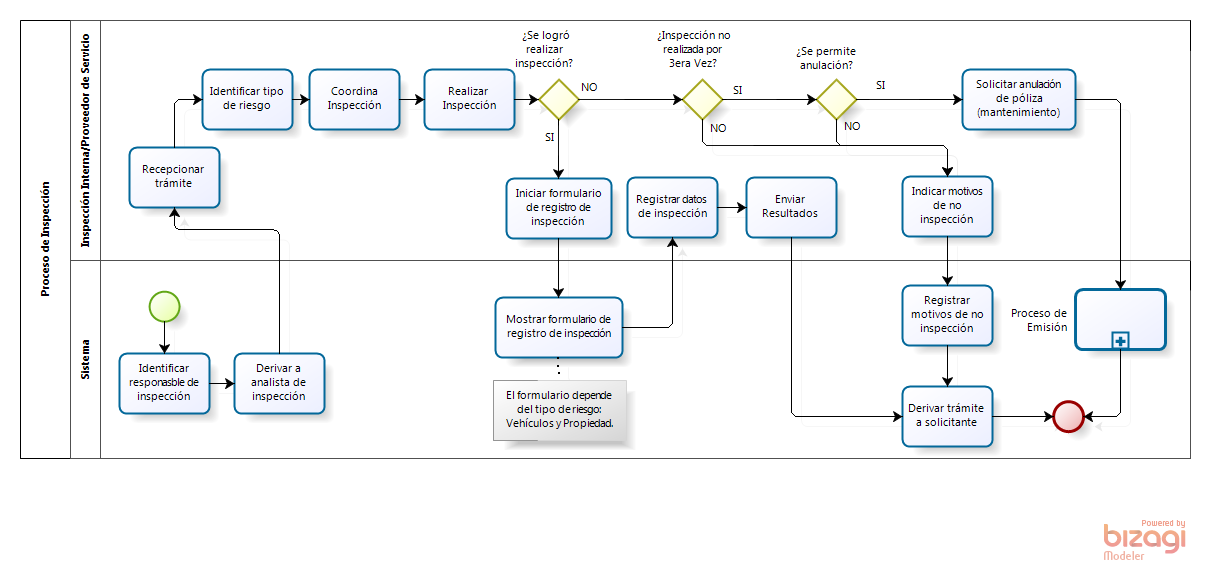 Proceso de Inspección
Inspección Interna/Proveedor de Servicio
¿Se logró
realizar
inspección?
¿Inspección no
realizada por
3era Vez?
¿Se permite
anulación?
Identificar tipo
de riesgo
Coordina
Inspección
Realizar
Inspección
NO
SI
SI
Solicitar anulación
de póliza
(mantenimiento)
SI
NO
NO
Recepcionar
trámite
Iniciar formulario
de registro de
inspección
Registrar datos
de inspección
Enviar
Resultados
Indicar motivos
de no
inspección
Sistema
Mostrar formulario de
registro de inspección
Registrar
motivos de no
inspección
Proceso de
Emisión
Identificar
responasble de
inspección
Derivar a
analista de
inspección
El formulario depende
del tipo de riesgo:
Vehículos y Propiedad.
Derivar trámite
a solicitante
Powered by
bizagi
Modeler